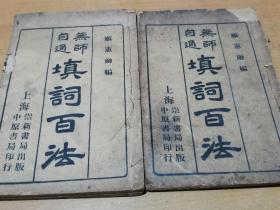 顧憲融編
無師自通
填詞百法
上海
崇新書局出版
中原書局印行
顧憲融編
無師自通
填詞百法
上海
崇新書局出版
中原書局印行